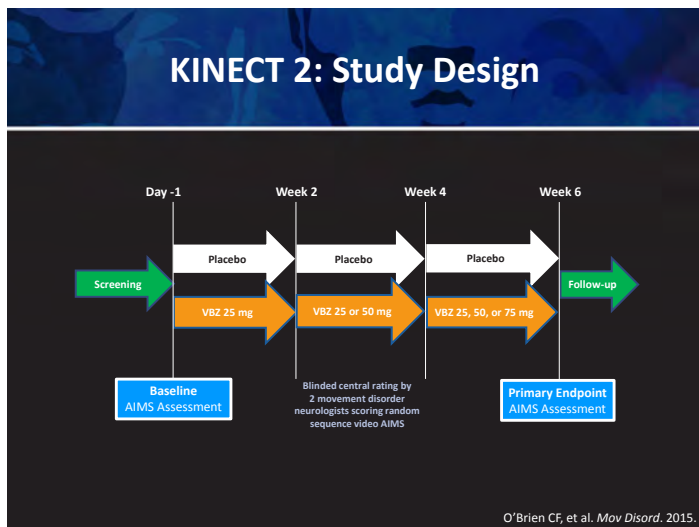 KINECT 2: Study Design
Day -1
Week 2
Week 4
Week 6
Placebo
Placebo
Placebo
Screening
Follow-up
VBZ 25 mg
VBZ 25 or 50 mg
VBZ 25, 50, or 75 mg
Baseline
AIMS Assessment
Blinded central rating by
2 movement disorder
neurologists scoring random
sequence video AIMS
Primary Endpoint
AIMS Assessment
O’Brien CF, et al. Mov Disord. 2015.